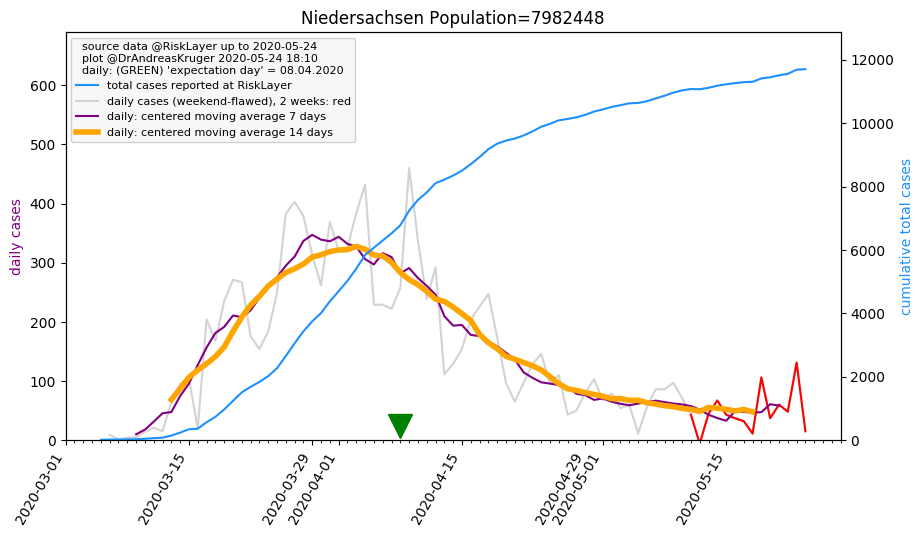 Niedersachsen Population=7982448
source data @RiskLayer up to 2020-05-24
plot @DrAndreasKruger 2020-05-24 18:10
daily: (GREEN) 'expectation day' = 08.04.2020
total cases reported at RiskLayer
daily cases (weekend-flawed), 2 weeks: red
daily: centered moving average 7 days
daily: centered moving average 14 days
daily cases
600
500
400
300
200
100
0
12000
10000
8000
6000
4000
2000
0
cumulative total cases
2020-03-01
2020-03-15
2020-03-29
2020-04-01
2020-04-15
2020-04-29
2020-05-01
2020-05-15